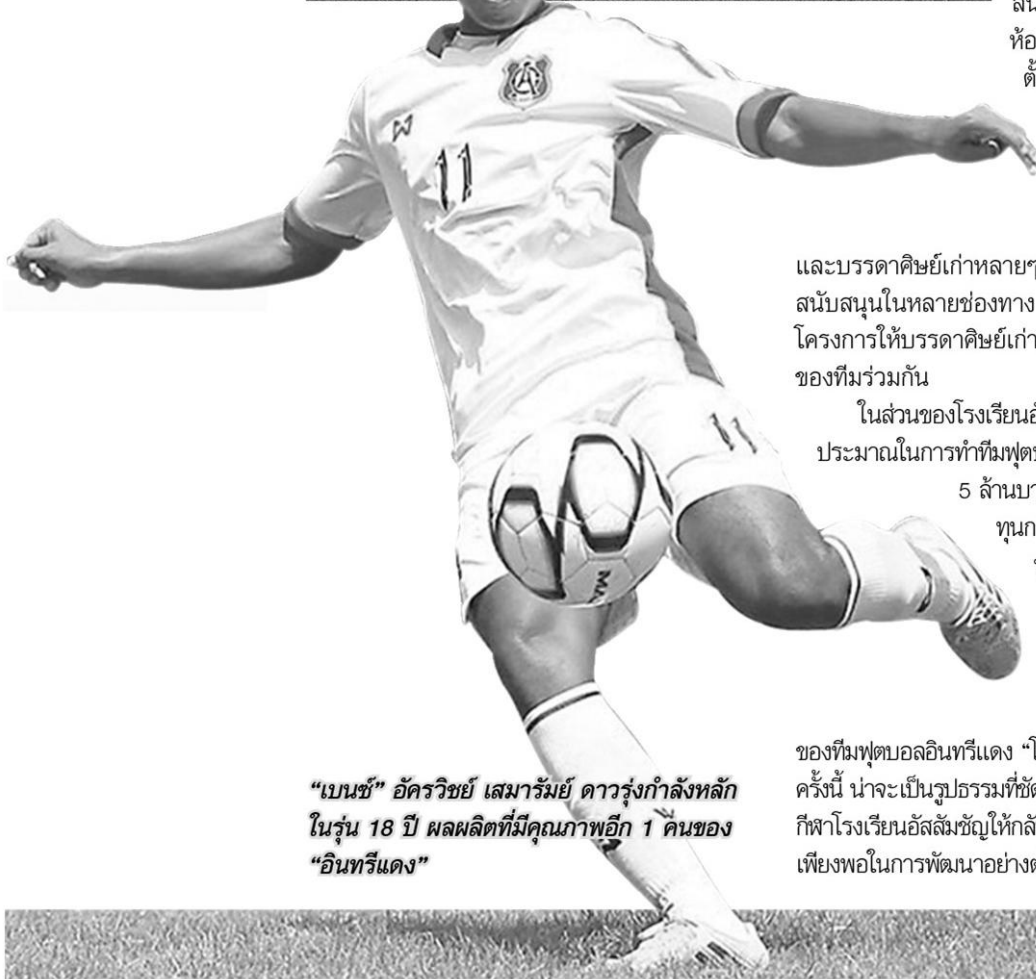 สน
ห้อ
ตั้
11
และบรรดาศิษย์เก่าหลายๆ
สนับสนุนในหลายช่องทาง
โครงการให้บรรดาศิษย์เก่า
ของทีมร่วมกัน
ในส่วนของโรงเรียนอั
ประมาณในการทำทีมฟุตบ
5 ล้านบา
ทุนก
11
MA
ของทีมฟุตบอลอินทรีแดง “โ
ครั้งนี้ น่าจะเป็นรูปธรรมที่ชัด
กีฬาโรงเรียนอัสสัมชัญให้กลั
เพียงพอในการพัฒนาอย่างต
“เบนซ์” อัครวิชย์ เสมารัมย์ ดาวรุ่งกำลังหลัก
ในรุ่น 18 ปี ผลผลิตที่มีคุณภาพอีก 1 คนของ
“อินทรีแดง”